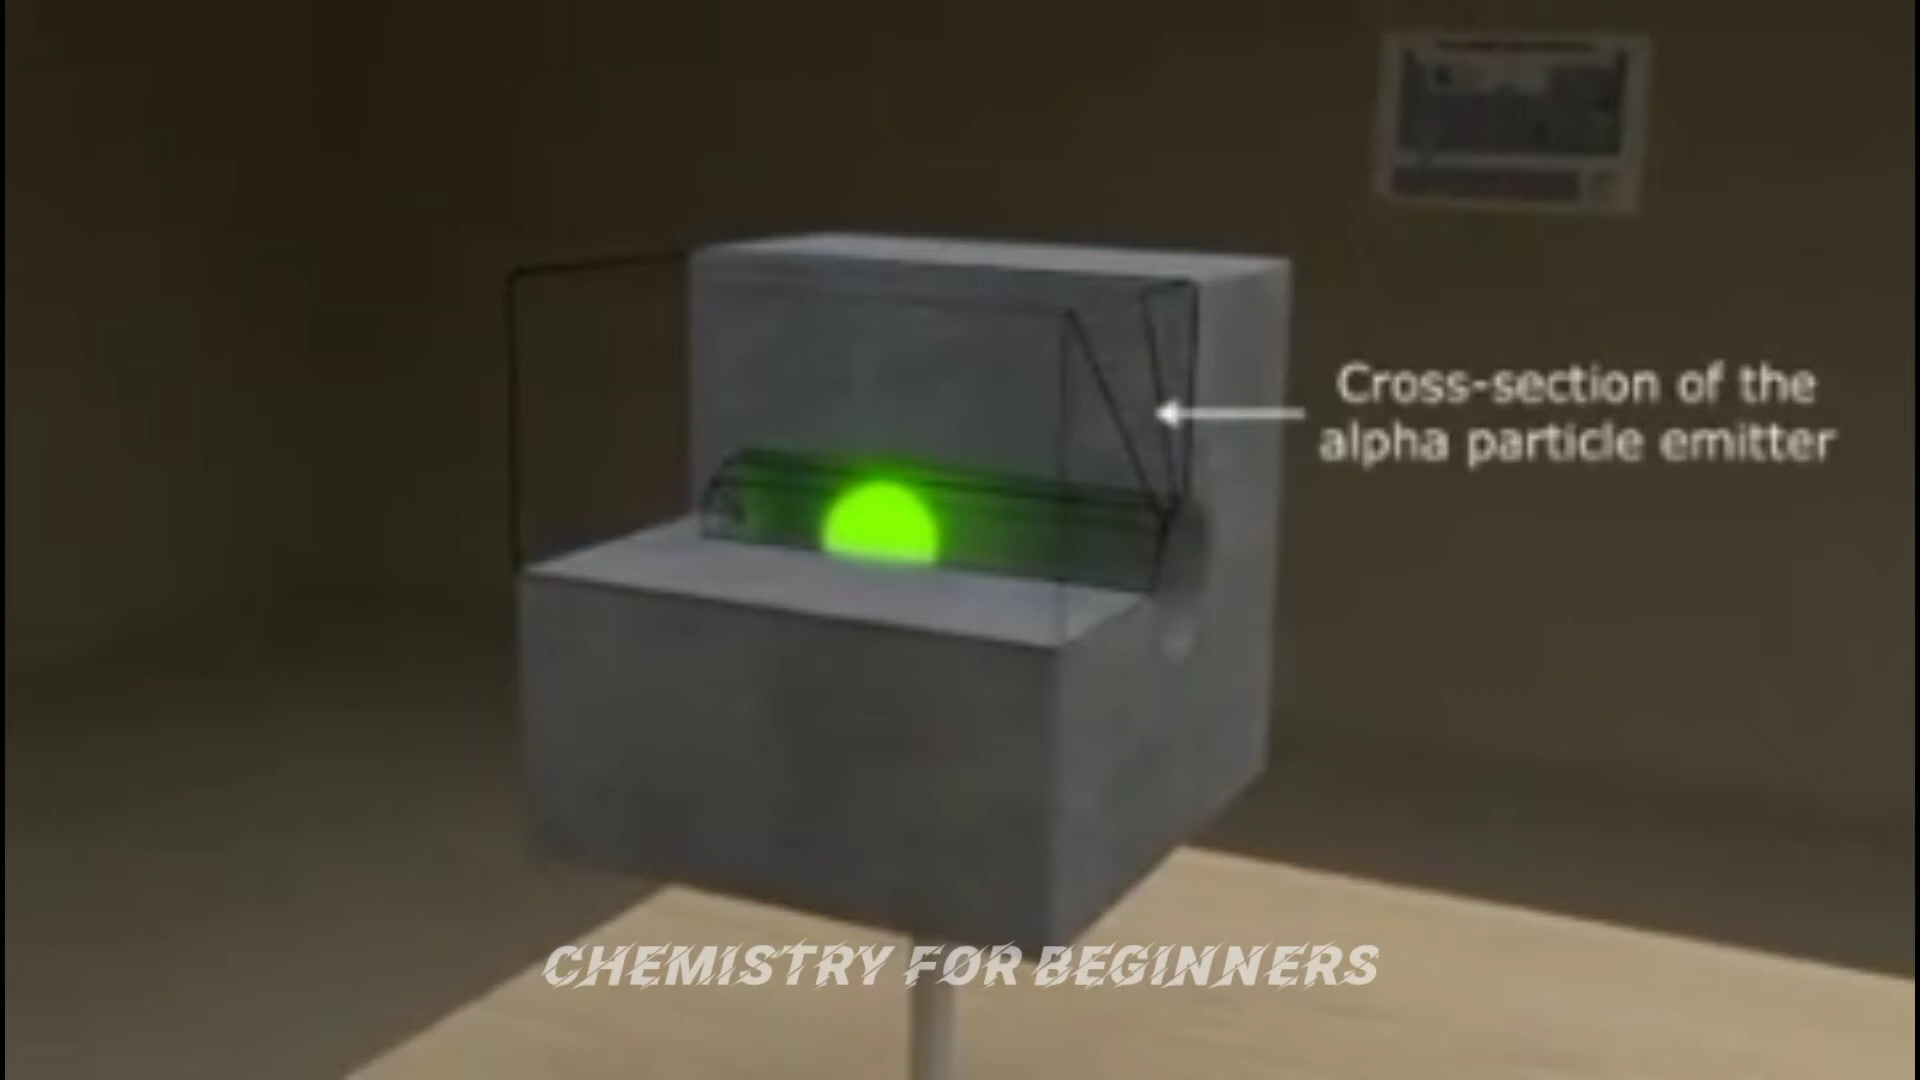 Cross-section of the
alpha particle emitter
CHEMISTRY FOR BEGINNERS